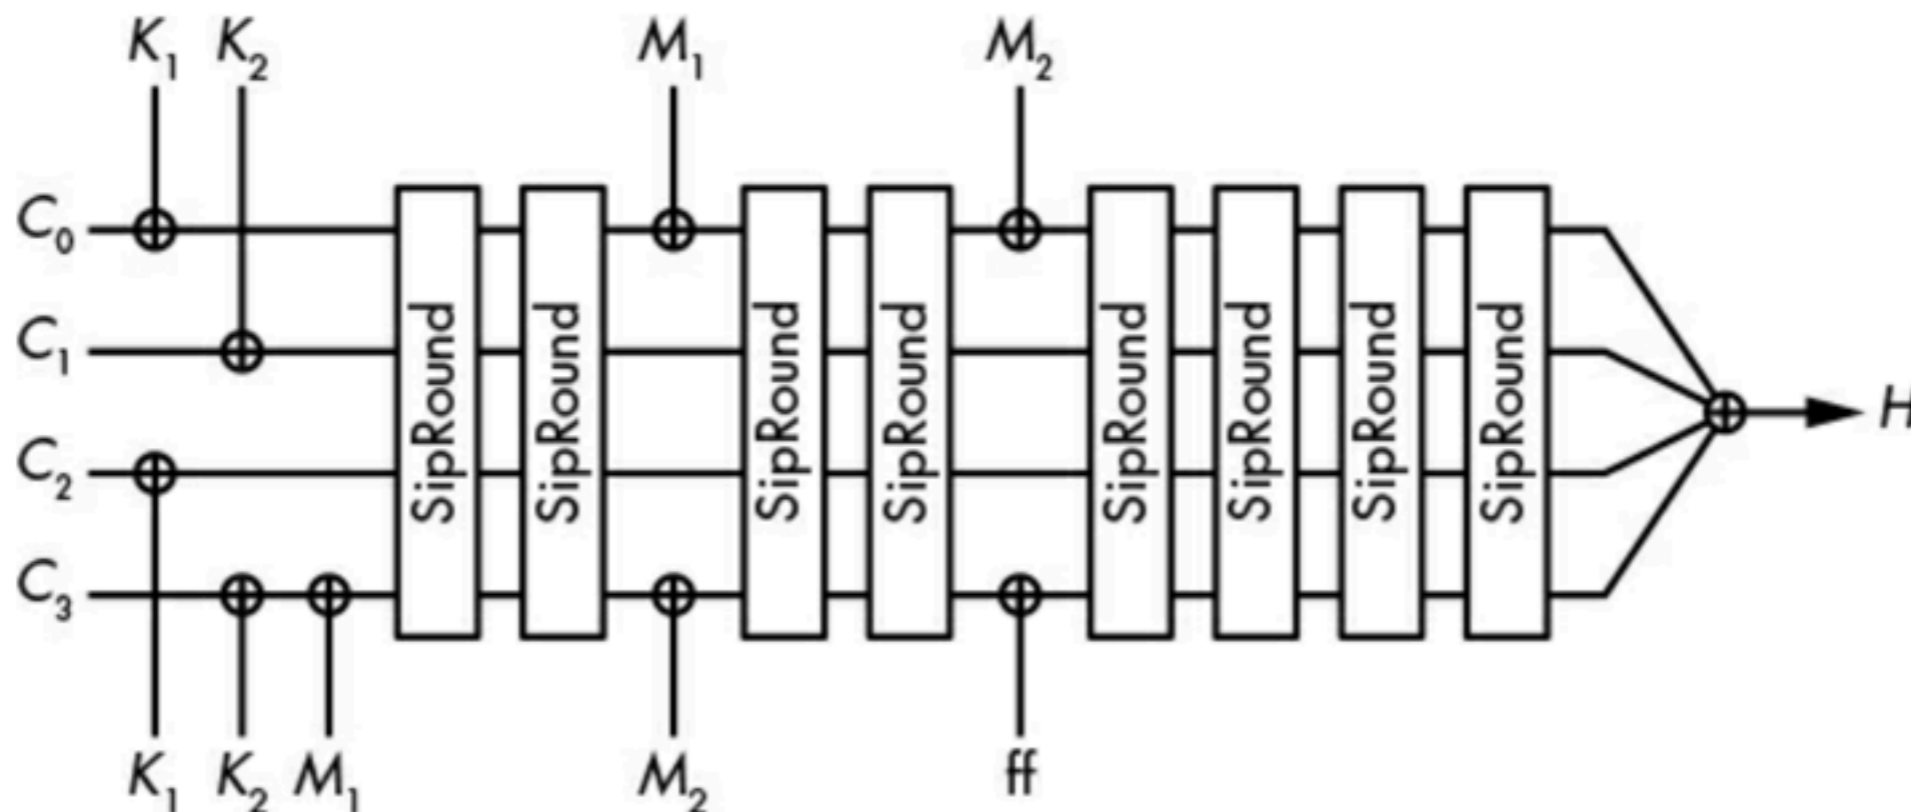 K₁ K₂ M₁ M₂
C₀
C₁
C₂
C₃
SipRound
SipRound
SipRound
SipRound
SipRound
SipRound
SipRound
SipRound
H
K₁ K₂ M₁ M₂ ff